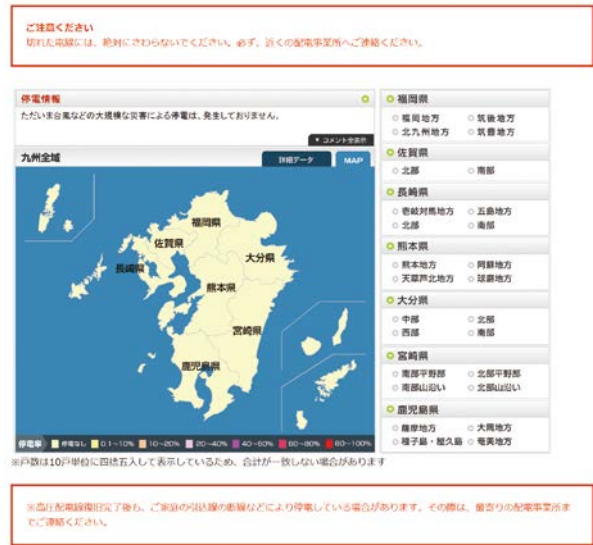 ご注意ください
切れた電線には、絶対にさわらないでください。必ず、近くの配電事業所へご連絡ください。
停電情報
ただいま台風などの大規模な災害による停電は、発生しておりません。
▼ コメント全表示
九州全域
詳細データ
MAP
福岡県
佐賀県
長崎県
大分県
熊本県
宮崎県
鹿児島県
停電率 停電なし 0.1~10% 10~20% 20~40% 40~60% 60~80% 80~100%
※戸数は10戸単位に四捨五入して表示しているため、合計が一致しない場合があります
福岡県
福岡地方 筑後地方
北九州地方 筑豊地方
佐賀県
北部 南部
長崎県
壱岐対馬地方 五島地方
北部 南部
熊本県
熊本地方 阿蘇地方
天草芦北地方 球磨地方
大分県
中部 北部
西部 南部
宮崎県
南部平野部 北部平野部
南部山沿い 北部山沿い
鹿児島県
薩摩地方 大隅地方
種子島・屋久島 奄美地方
※高圧配電線復旧完了後も、ご家庭の引込線の断線などにより停電している場合があります。その際は、最寄りの配電事業所ま
でご連絡ください。